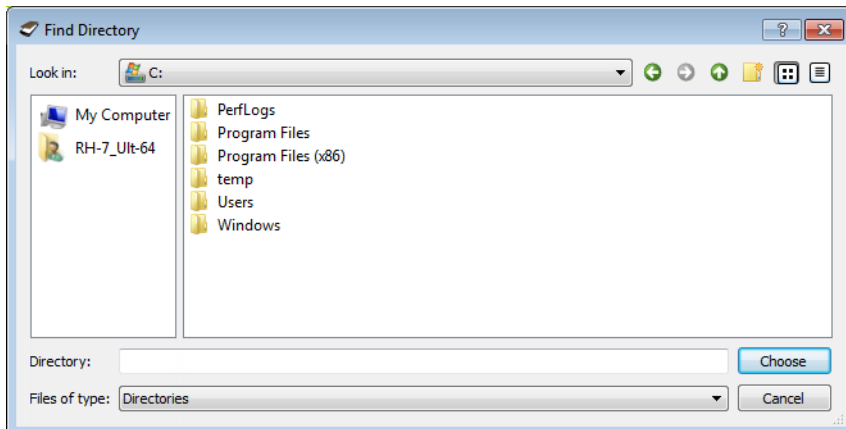 Find Directory
Look in: C:
My Computer
RH-7_Ult-64
PerfLogs
Program Files
Program Files (x86)
temp
Users
Windows
Directory: Choose
Files of type: Directories Cancel